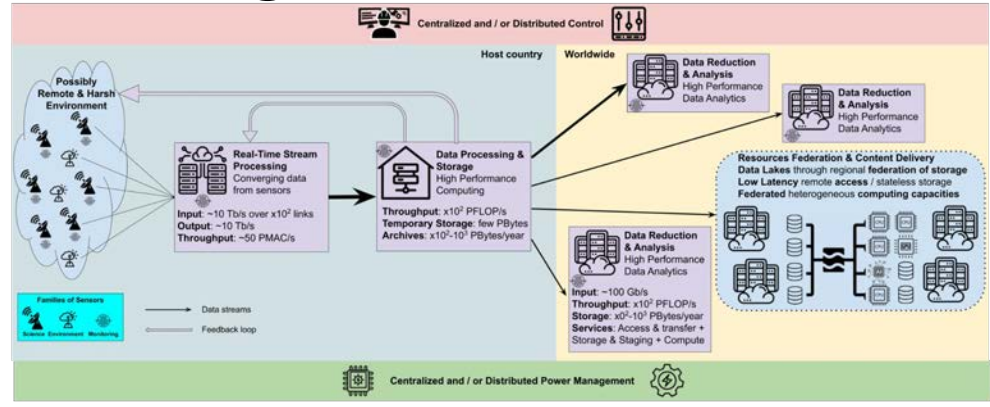 Centralized and / or Distributed Control
Host country
Worldwide
Possibly
Remote & Harsh
Environment
Real-Time Stream
Processing
Converging data
from sensors
Input: ~10 Tb/s over x10² links
Output: ~10 Tb/s
Throughput: ~50 PMAC/s
Data Processing &
Storage
High Performance
Computing
Throughput: x10² PFLOP/s
Temporary Storage: few PBytes
Archives: x10²-10³ PBytes/year
Data Reduction
& Analysis
High Performance
Data Analytics
Data Reduction
& Analysis
High Performance
Data Analytics
Resources Federation & Content Delivery
Data Lakes through regional federation of storage
Low Latency remote access / stateless storage
Federated heterogeneous computing capacities
Data Reduction
& Analysis
High Performance
Data Analytics
Input: ~100 Gb/s
Throughput: x10² PFLOP/s
Storage: x0²-10³ PBytes/year
Services: Access & transfer +
Storage & Staging + Compute
Families of Sensors
Science Environment Monitoring
Data streams
Feedback loop
Centralized and / or Distributed Power Management